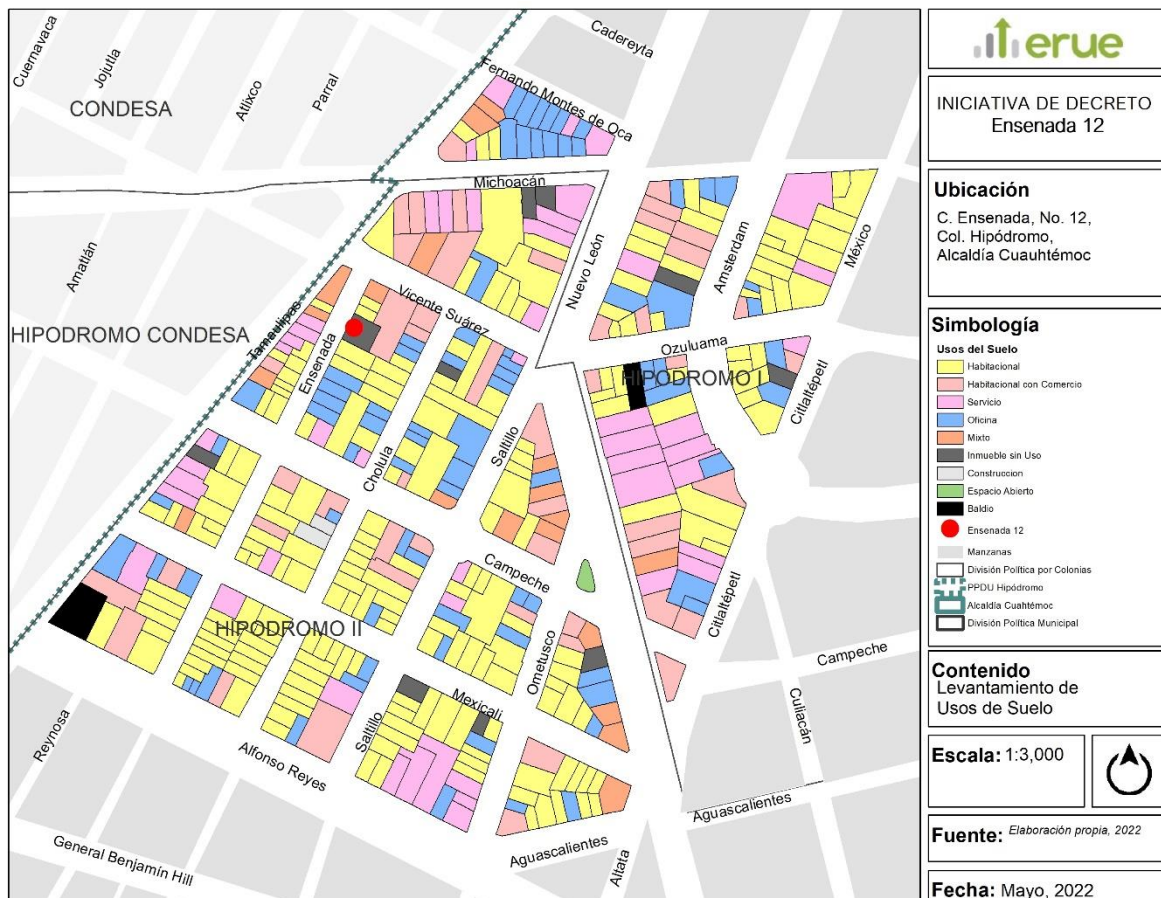 Cuernavaca
Jojutla
Atlixco
Parral
CONDESA
Cadereyta
Fernando Montes de Oca
Michoacán
Amatlán
HIPODROMO CONDESA
Tamaulipas
Ensenada
Vicente Suárez
Nuevo León
Amsterdam
México
Ozuluama
HIPODROMO I
Citlaltépetl
Cholula
Saltillo
Campeche
HIPODROMO II
Ometusco
Citlaltépetl
Campeche
Mexicali
Culiacán
Reynosa
Alfonso Reyes
Saltillo
Aguascalientes
Aguascalientes
Altata
General Benjamín Hill
erue
INICIATIVA DE DECRETO
Ensenada 12
Ubicación
C. Ensenada, No. 12,
Col. Hipódromo,
Alcaldía Cuauhtémoc
Simbología
Usos del Suelo
Habitacional
Habitacional con Comercio
Servicio
Oficina
Mixto
Inmueble sin Uso
Construccion
Espacio Abierto
Baldio
Ensenada 12
Manzanas
División Política por Colonias
PPDU Hipódromo
Alcaldía Cuahtémoc
División Política Municipal
Contenido
Levantamiento de
Usos de Suelo
Escala: 1:3,000
Fuente: Elaboración propia, 2022
Fecha: Mayo, 2022